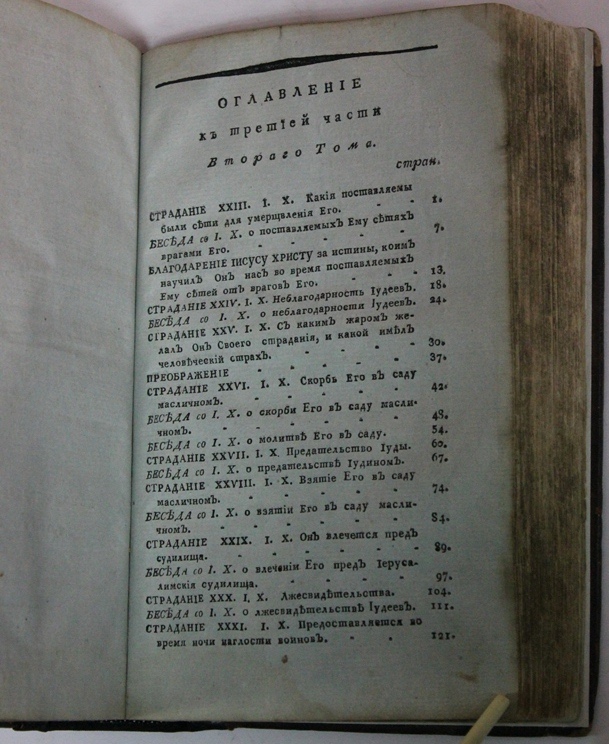 ОГЛАВЛЕНІЕ
къ третіей части
Втораго Тома.
стран.
СТРАДАНІЕ XXIII. I. X. Какія поставляемы
были сѣти для умерщвленія Его. - - 1.
БЕСѢДА со I. X. о поставляемыхъ Ему сѣтяхъ
врагами Его. - - - - 7.
БЛАГОДАРЕНІЕ ІИСУСУ ХРИСТУ за истины, коимъ
научилъ Онъ насъ во время поставляемыхъ
Ему сѣтей отъ враговъ Его. - - - 13.
СТРАДАНІЕ XXIV. I. X. Неблагодарность Іудеевъ. 18.
БЕСѢДА со I. X. о неблагодарности Іудеевъ. 24.
СТРАДАНІЕ XXV. I. X. Съ какимъ жаромъ же-
лалъ Онъ Своего страданія, и какой имѣлъ
человѣческій страхъ. - - - - 30.
ПРЕОБРАЖЕНІЕ - - - - 37.
СТРАДАНІЕ XXVI. I. X. Скорбь Его въ саду
масличномъ. - - - - - 42.
БЕСѢДА со I. X. о скорби Его въ саду масли-
чномъ. - - - - - 48.
БЕСѢДА со I. X. о молитвѣ Его въ саду. 54.
СТРАДАНІЕ XXVII. I. X. Предательство Іуды. 60.
БЕСѢДА со I. X. о предательствѣ Іудиномъ. 67.
СТРАДАНІЕ XXVIII. I. X. Взятіе Его въ саду
масличномъ. - - - - - 74.
БЕСѢДА со I. X. о взятіи Его въ саду масли-
чномъ. - - - - - - 84.
СТРАДАНІЕ XXIX. I. X. Онъ влечется предъ
судилища. - - - - - 89.
БЕСѢДА со I. X. о влеченіи Его предъ Іеруса-
лимскія судилища. - - - - 97.
СТРАДАНІЕ XXX. I. X. Лжесвидѣтельства. 104.
БЕСѢДА со I. X. о лжесвидѣтельствѣ Іудеевъ. 111.
СТРАДАНІЕ XXXI. I. X. Предоставляется во
время ночи наглости воиновъ. - - 121.